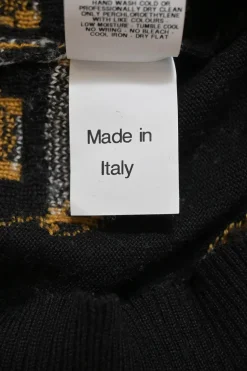 HAND WASH COLD OR
PROFESSIONALLY DRY CLEAN
ONLY PERCHLOROETHYLENE
WITH LIKE COLOURS
LOW MOISTURE - TUMBLE COOL
NO WRING - NO BLEACH -
COOL IRON - DRY FLAT
Made in
Italy